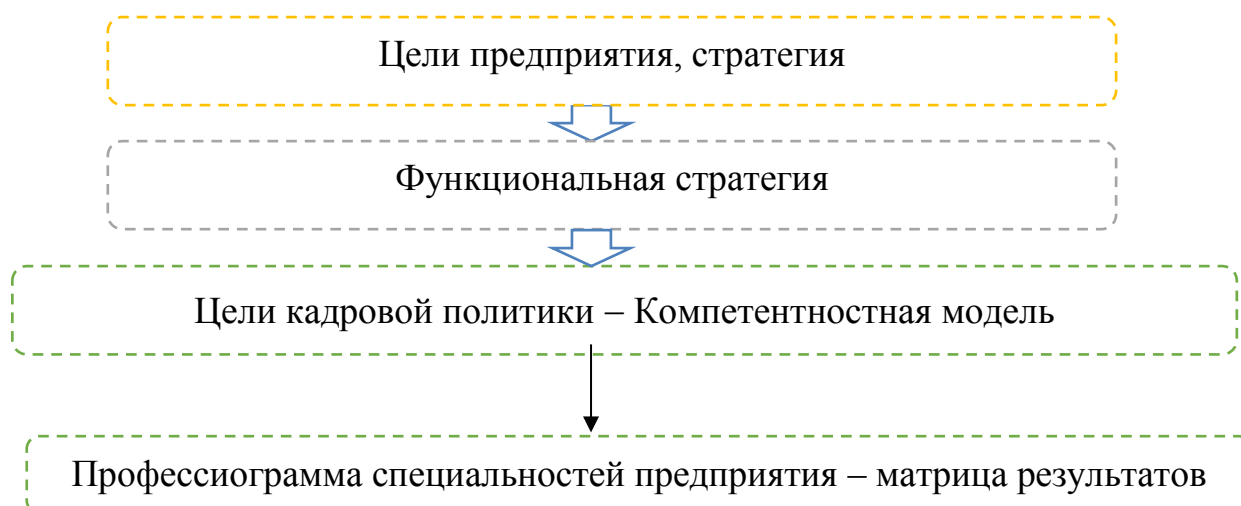 Цели предприятия, стратегия
Функциональная стратегия
Цели кадровой политики – Компетентностная модель
Профессиограмма специальностей предприятия – матрица результатов